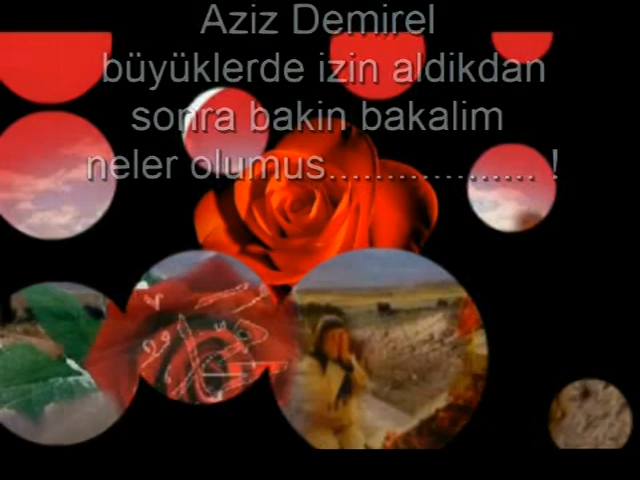 Aziz Demirel
büyüklerde izin aldikdan
sonra bakin bakalim
neler olumus.................. !